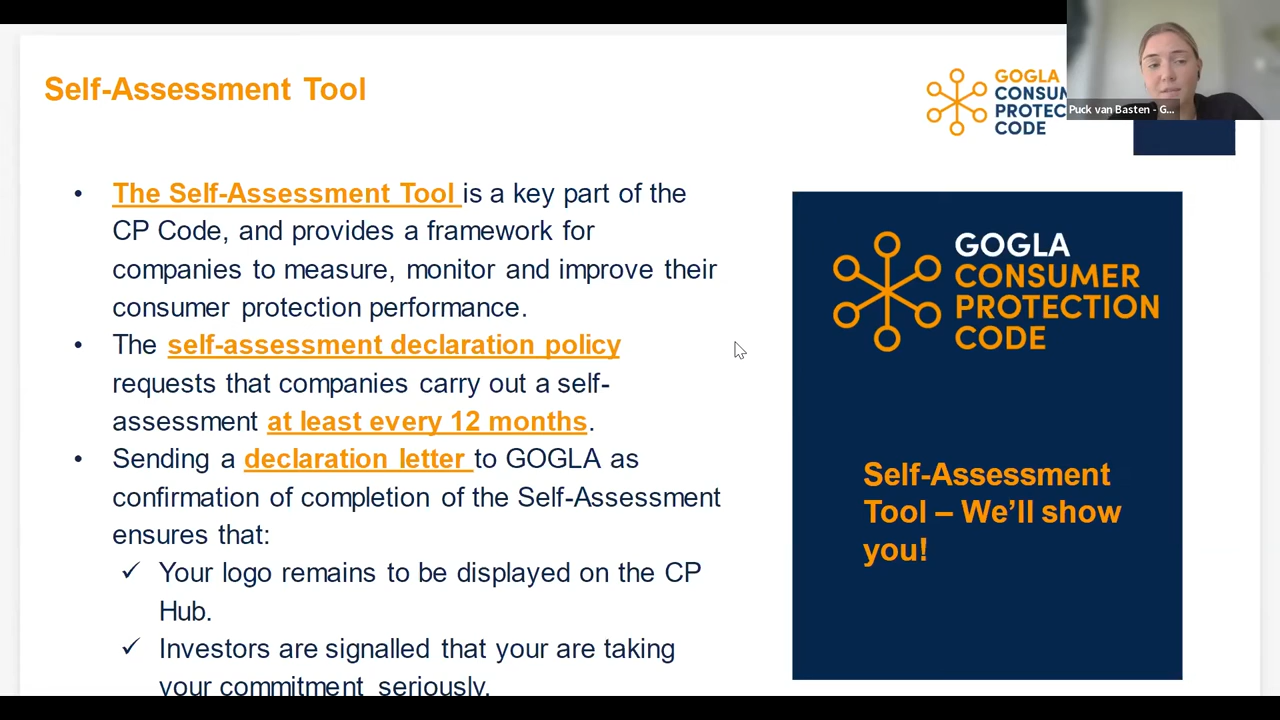 Self-Assessment Tool
GOGLA
CONSUM
PROTEC
CODE
Puck van Basten - G...
• The Self-Assessment Tool is a key part of the
CP Code, and provides a framework for
companies to measure, monitor and improve their
consumer protection performance.
• The self-assessment declaration policy
requests that companies carry out a self-
assessment at least every 12 months.
• Sending a declaration letter to GOGLA as
confirmation of completion of the Self-Assessment
ensures that:
✓ Your logo remains to be displayed on the CP
Hub.
✓ Investors are signalled that your are taking
your commitment seriously.
GOGLA
CONSUMER
PROTECTION
CODE
Self-Assessment
Tool – We'll show
you!